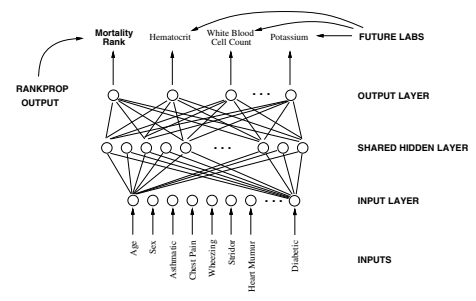 Mortality
Rank
Hematocrit
White Blood
Cell Count
Potassium
FUTURE LABS
RANKPROP
OUTPUT
OUTPUT LAYER
SHARED HIDDEN LAYER
INPUT LAYER
Age
Sex
Asthmatic
Chest Pain
Wheezing
Stridor
Heart Mumur
Diabetic
INPUTS